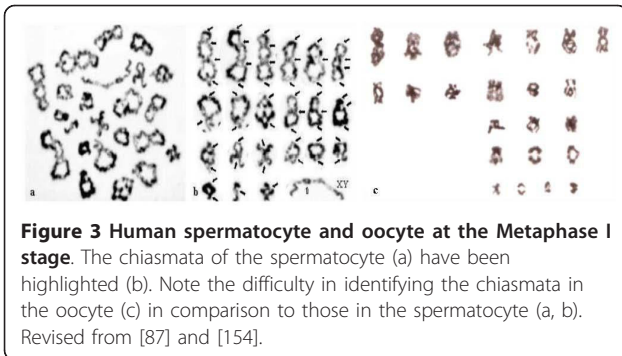 a
b
XY
c
Figure 3 Human spermatocyte and oocyte at the Metaphase I
stage. The chiasmata of the spermatocyte (a) have been
highlighted (b). Note the difficulty in identifying the chiasmata in
the oocyte (c) in comparison to those in the spermatocyte (a, b).
Revised from [87] and [154].